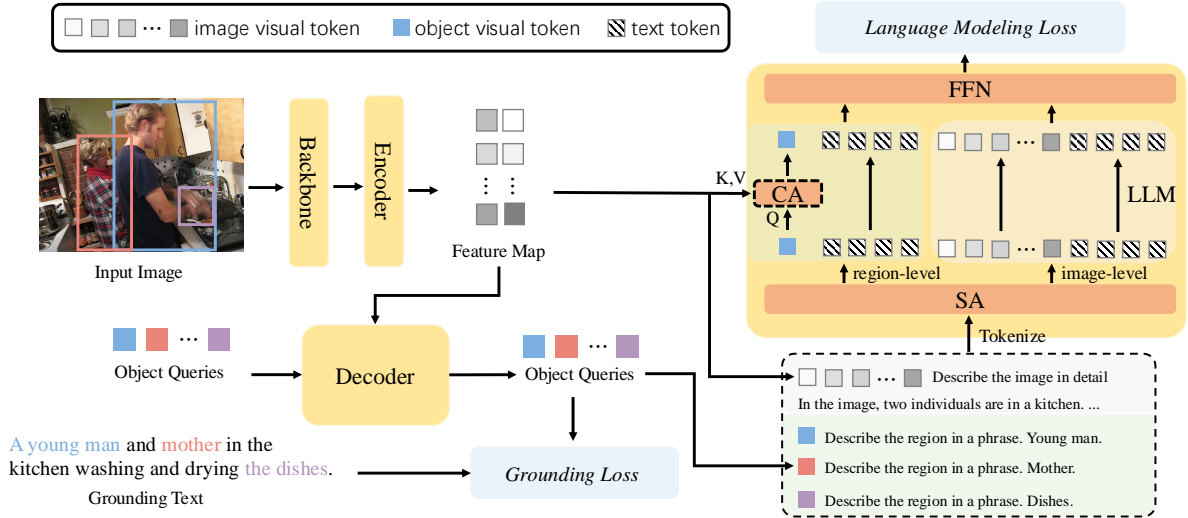 image visual token
object visual token
text token
Language Modeling Loss
FFN
Backbone
Encoder
K,V
CA
Q
LLM
Feature Map
Input Image
region-level
image-level
SA
Tokenize
Object Queries
Decoder
Object Queries
Describe the image in detail
In the image, two individuals are in a kitchen. ...
Describe the region in a phrase. Young man.
Describe the region in a phrase. Mother.
Describe the region in a phrase. Dishes.
A young man and mother in the
kitchen washing and drying the dishes.
Grounding Text
Grounding Loss